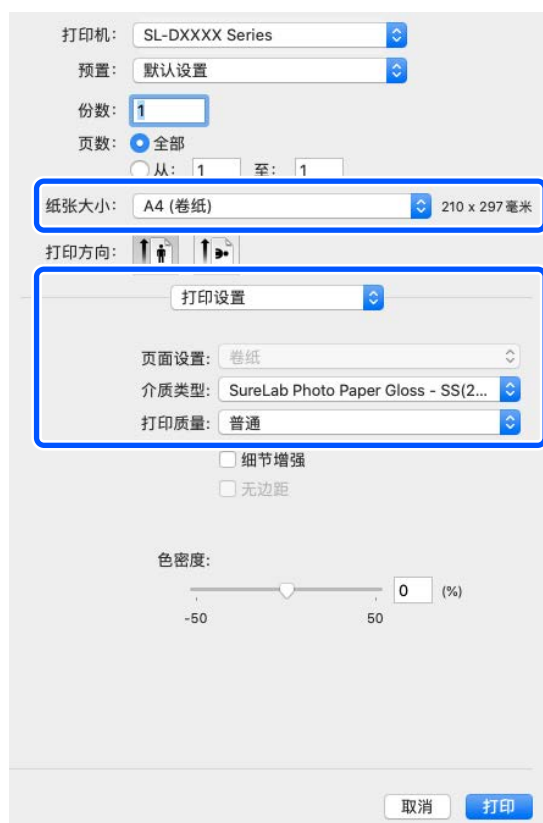 打印机: SL-DXXXX Series
预置: 默认设置
份数: 1
页数: 全部
从: 1 至: 1
纸张大小: A4 (卷纸) 210 x 297 毫米
打印方向:
打印设置
页面设置: 卷纸
介质类型: SureLab Photo Paper Gloss - SS(2...
打印质量: 普通
细节增强
无边距
色密度:
0 (%)
-50 50
取消 打印